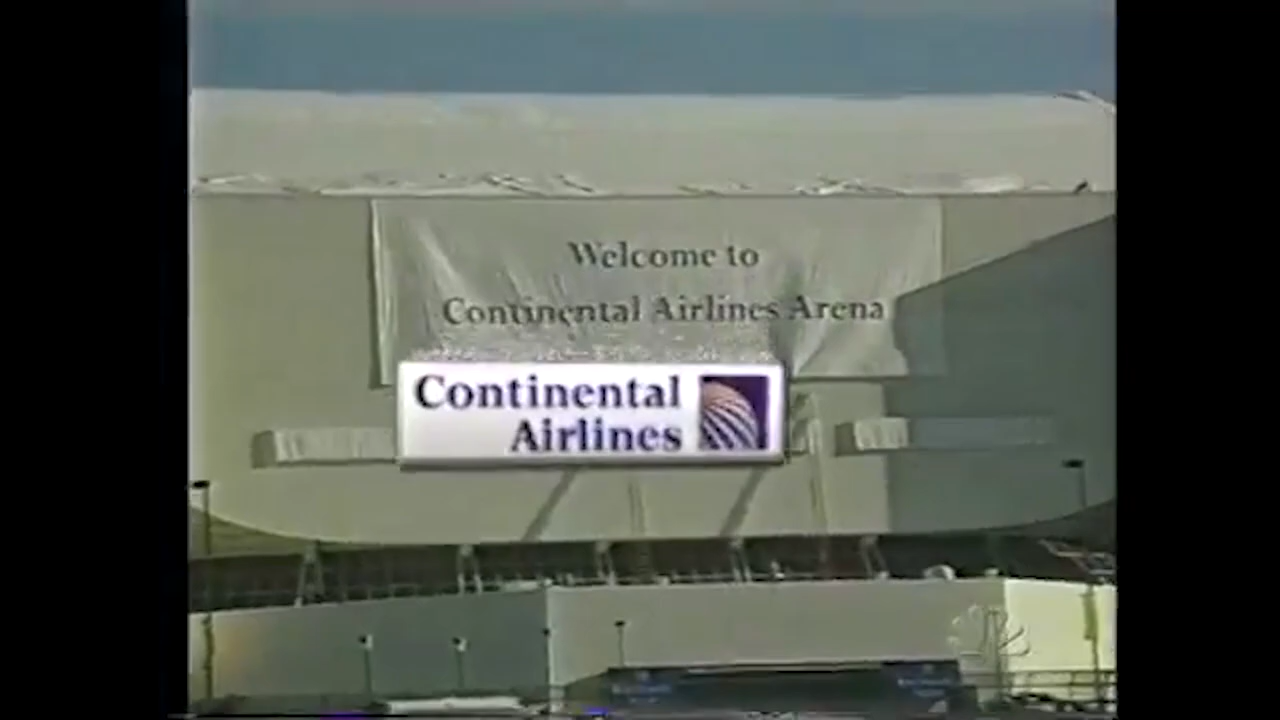 Welcome to
Continental Airlines Arena
Continental
Airlines